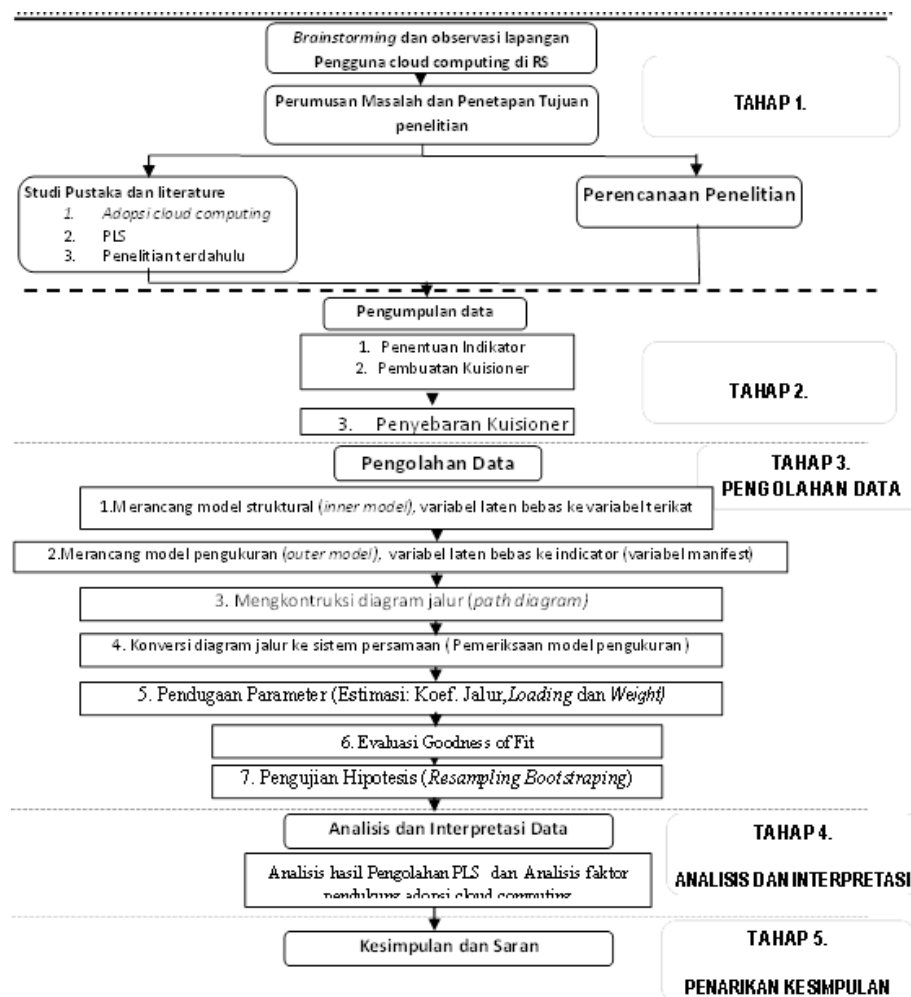 Brainstorming dan observasi lapangan
Pengguna cloud computing di RS
Perumusan Masalah dan Penetapan Tujuan
penelitian
TAHAP 1.
Studi Pustaka dan literature
1. Adopsi cloud computing
2. PLS
3. Penelitian terdahulu
Perencanaan Penelitian
Pengumpulan data
1. Penentuan Indikator
2. Pembuatan Kuisioner
3. Penyebaran Kuisioner
TAHAP 2.
Pengolahan Data
TAHAP 3.
PENGOLAHAN DATA
1.Merancang model struktural (inner model), variabel laten bebas ke variabel terikat
2.Merancang model pengukuran (outer model), variabel laten bebas ke indicator (variabel manifest)
3. Mengkontruksi diagram jalur (path diagram)
4. Konversi diagram jalur ke sistem persamaan ( Pemeriksaan model pengukuran )
5. Pendugaan Parameter (Estimasi: Koef. Jalur,Loading dan Weight)
6. Evaluasi Goodness of Fit
7. Pengujian Hipotesis (Resampling Bootstraping)
Analisis dan Interpretasi Data
TAHAP 4.
ANALISIS DAN INTERPRETASI
Analisis hasil Pengolahan PLS dan Analisis faktor
pendukung adopsi cloud computing
Kesimpulan dan Saran
TAHAP 5.
PENARIKAN KESIMPULAN